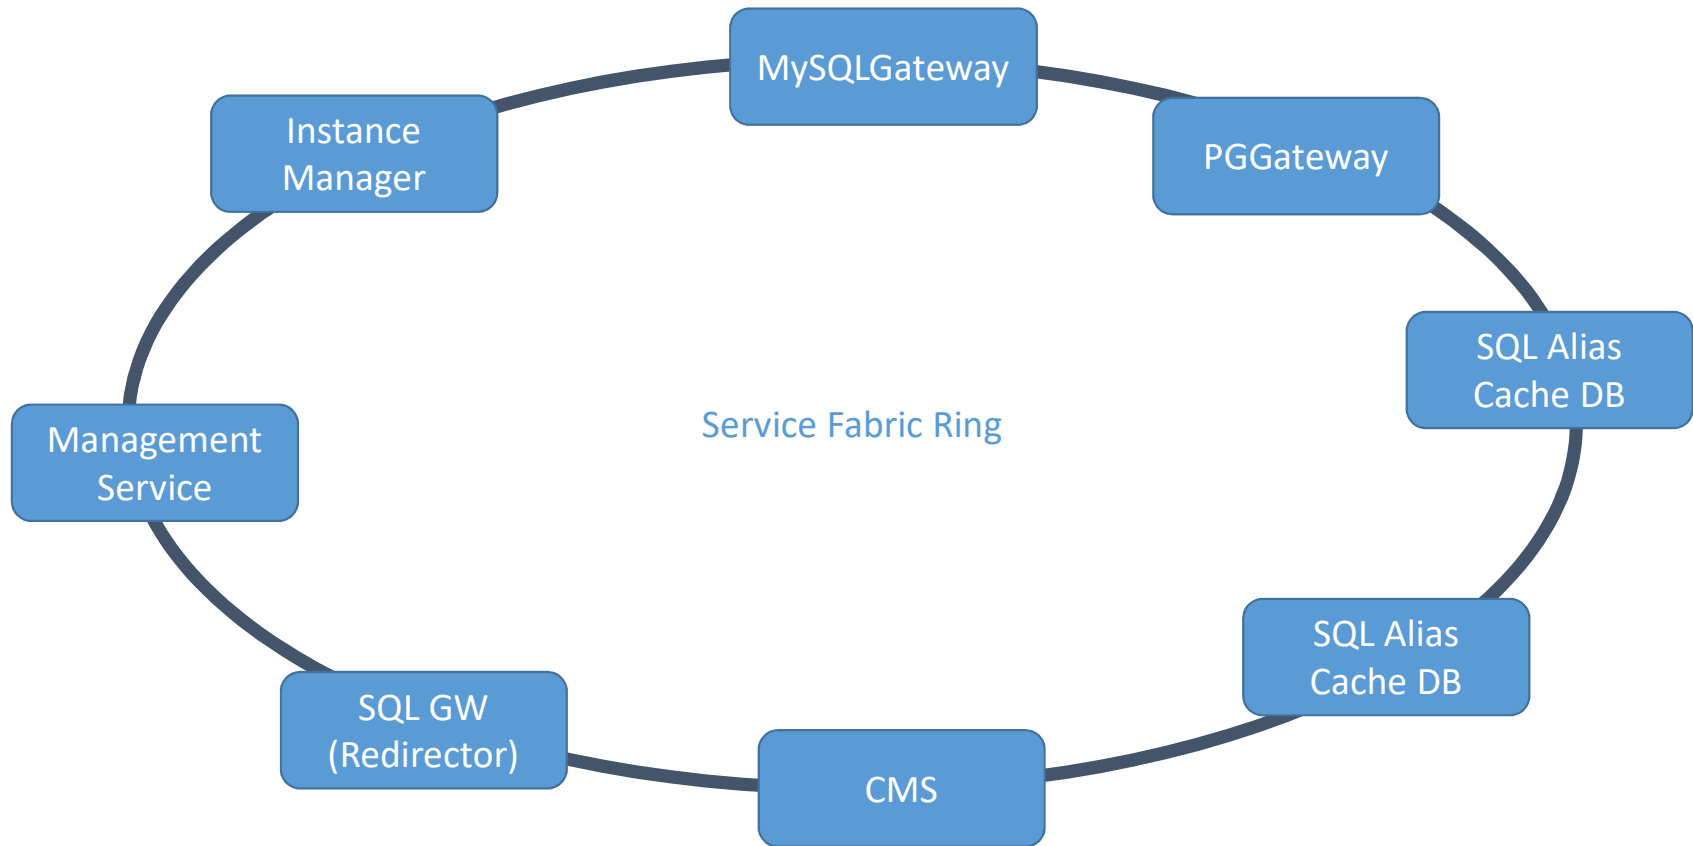 MySQLGateway
Instance
Manager
PGGateway
SQL Alias
Cache DB
Service Fabric Ring
Management
Service
SQL Alias
Cache DB
SQL GW
(Redirector)
CMS